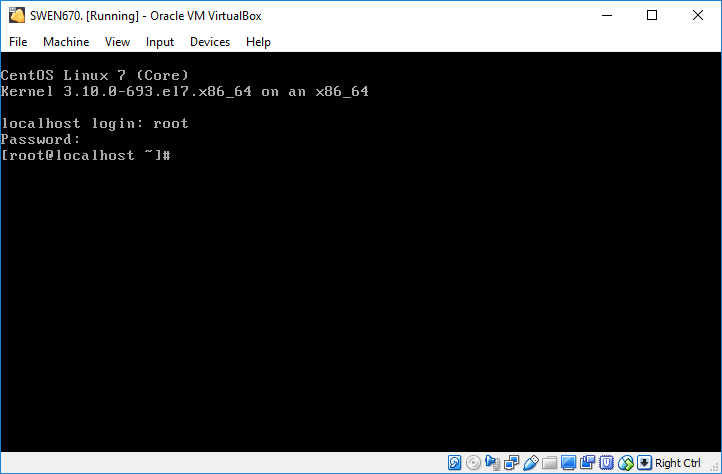 SWEN670. [Running] - Oracle VM VirtualBox
File Machine View Input Devices Help
CentOS Linux 7 (Core)
Kernel 3.10.0-693.el7.x86_64 on an x86_64
localhost login: root
Password:
[root@localhost ~]#
Right Ctrl